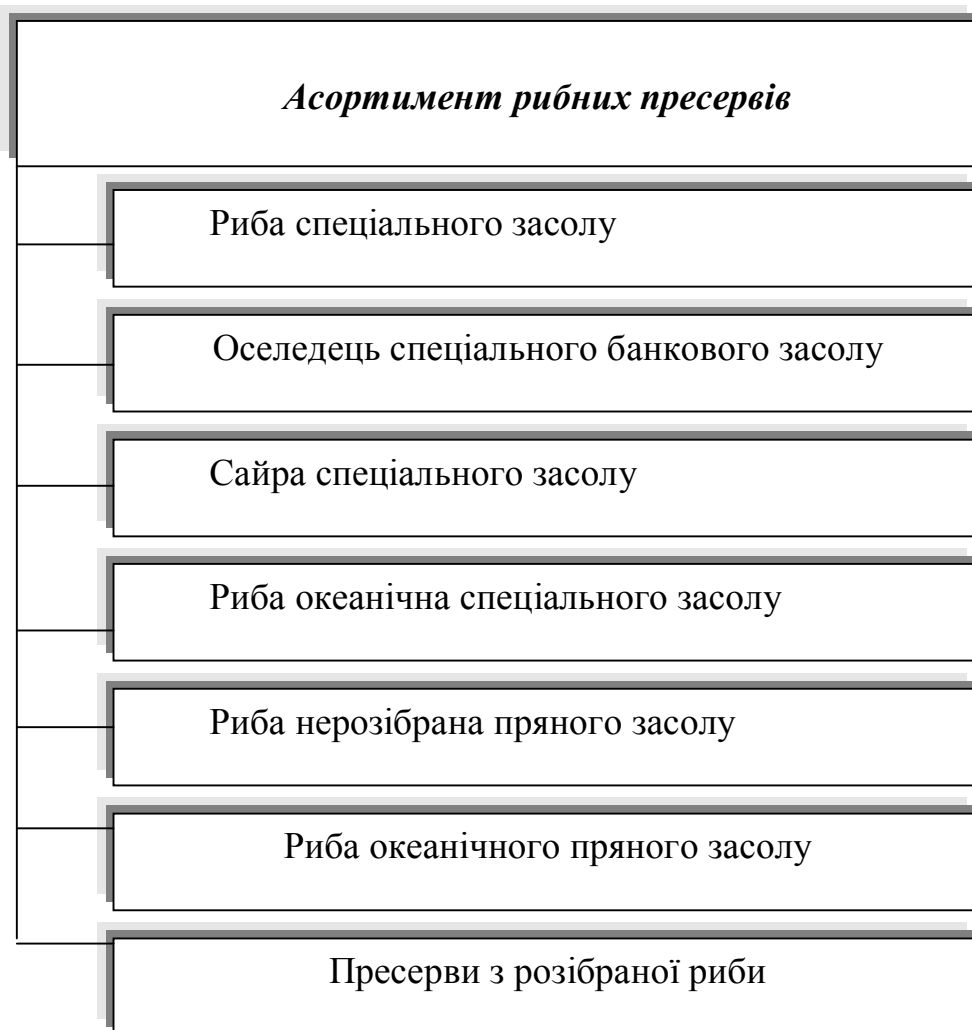 Асортимент рибних пресервів
Риба спеціального засолу
Оселедець спеціального банкового засолу
Сайра спеціального засолу
Риба океанічна спеціального засолу
Риба нерозібрана пряного засолу
Риба океанічного пряного засолу
Пресерви з розібраної риби